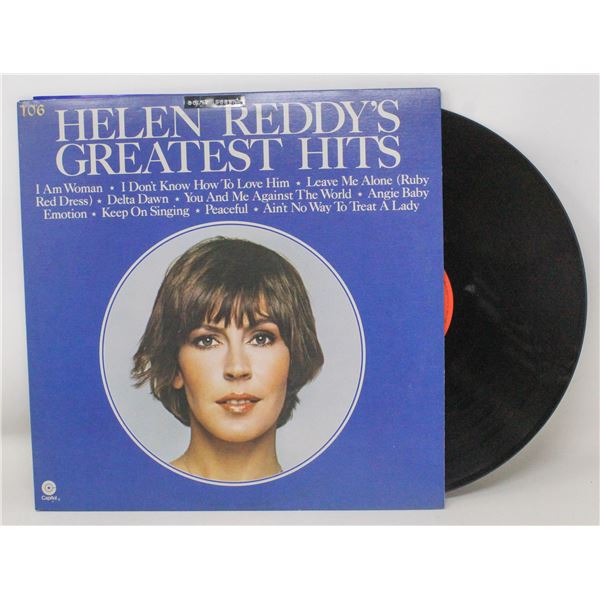 106
HELEN REDDY'S
GREATEST HITS
I Am Woman ★ I Don't Know How To Love Him ★ Leave Me Alone (Ruby
Red Dress) ★ Delta Dawn ★ You And Me Against The World ★ Angie Baby
Emotion ★ Keep On Singing ★ Peaceful ★ Ain't No Way To Treat A Lady
Capitol